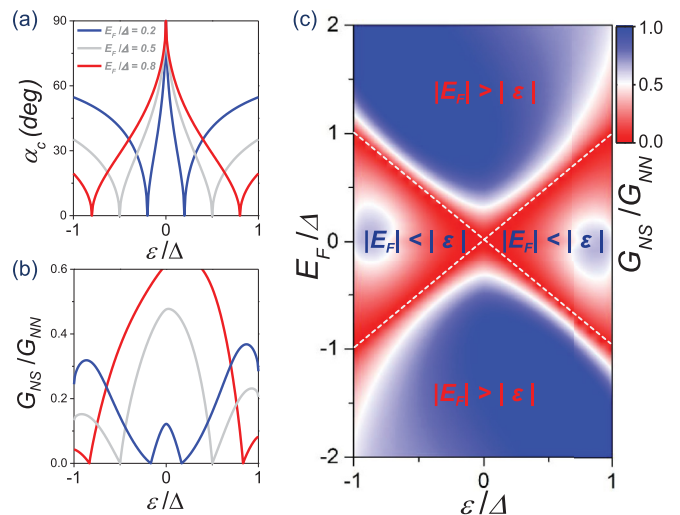 (a)
90
60
30
0
α_c (deg)
E_F/Δ = 0.2
E_F/Δ = 0.5
E_F/Δ = 0.8
-1 0 1
ε/Δ
(b)
0.6
0.4
0.2
0.0
G_NS/G_NN
-1 0 1
ε/Δ
(c)
2
1
0
-1
-2
E_F/Δ
|E_F| > | ε|
|E_F| < | ε | |E_F| < | ε |
|E_F| > | ε|
-1 0 1
ε/Δ
1.0
0.5
0.0
G_NS/G_NN